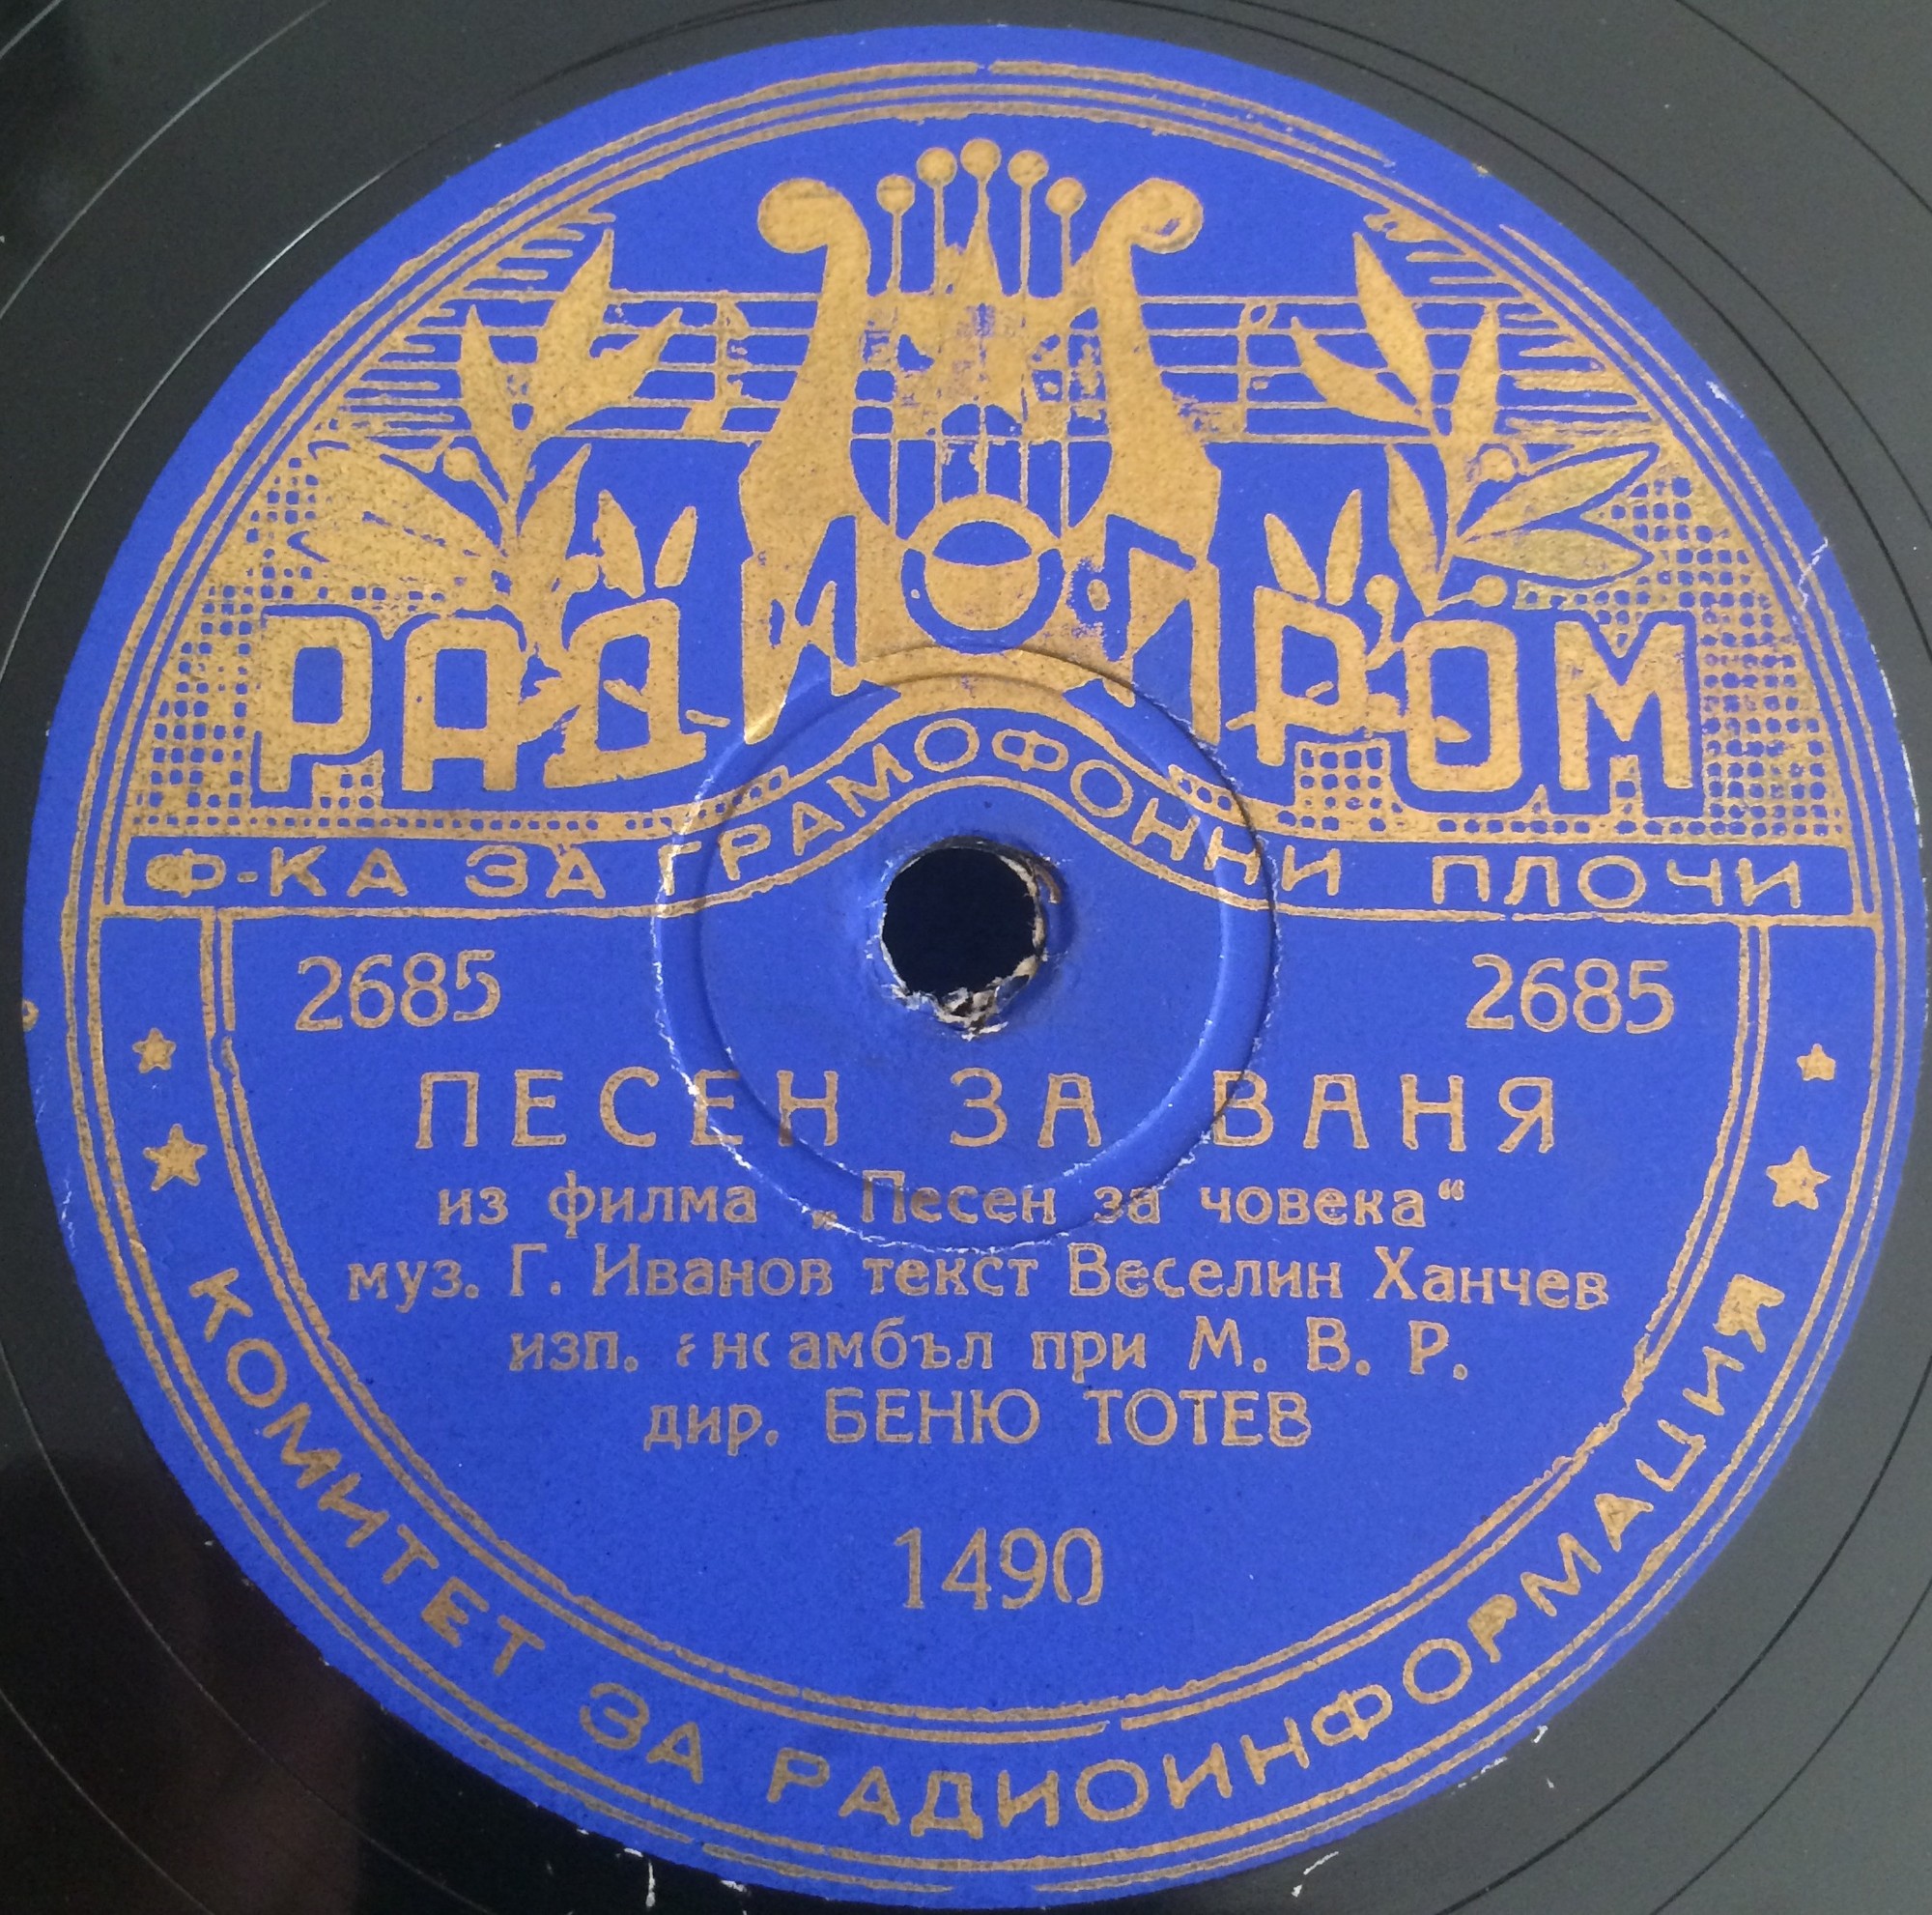 РАДИОПРОМ
Ф-КА ЗА ГРАМОФОННИ ПЛОЧИ
2685 2685
ПЕСЕН ЗА ВАНЯ
из филма „Песен за човека“
муз. Г. Иванов текст Веселин Ханчев
изп. ансамбъл при М. В. Р.
дир. БЕНЮ ТОТЕВ
1490
КОМИТЕТ ЗА РАДИОИНФОРМАЦИЯ